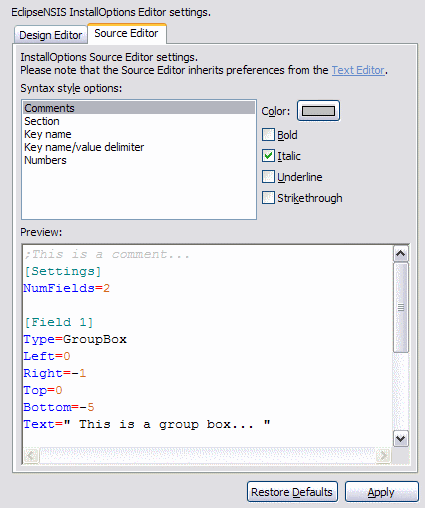 EclipseNSIS InstallOptions Editor settings.
Design Editor Source Editor
InstallOptions Source Editor settings.
Please note that the Source Editor inherits preferences from the Text Editor.
Syntax style options:
Comments
Section
Key name
Key name/value delimiter
Numbers
Color:
Bold
Italic
Underline
Strikethrough
Preview:
;This is a comment...
[Settings]
NumFields=2
[Field 1]
Type=GroupBox
Left=0
Right=-1
Top=0
Bottom=-5
Text=" This is a group box... "
Restore Defaults Apply